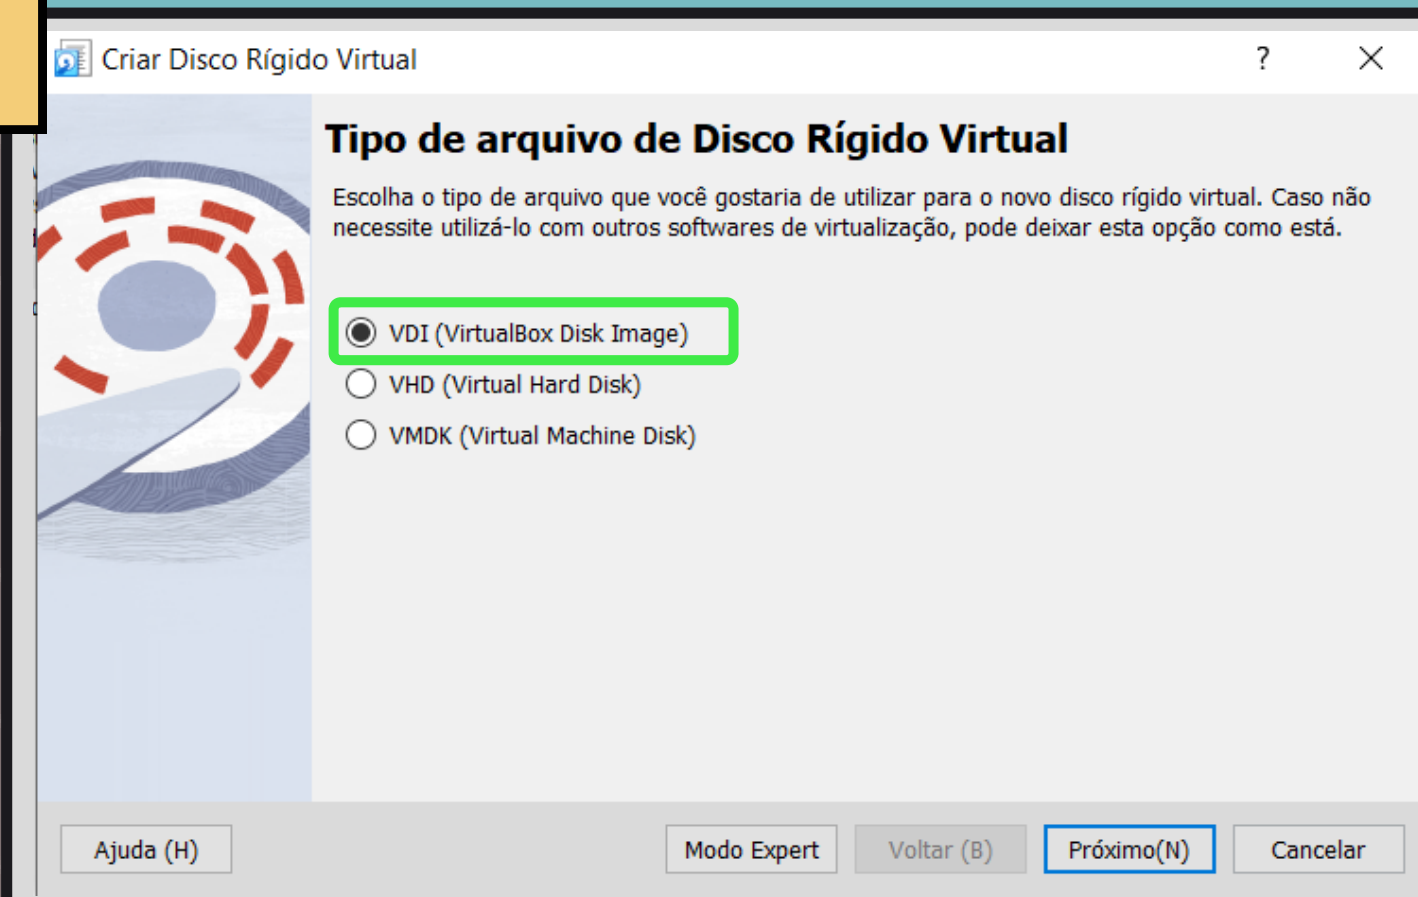 Criar Disco Rígido Virtual
?
Tipo de arquivo de Disco Rígido Virtual
Escolha o tipo de arquivo que você gostaria de utilizar para o novo disco rígido virtual. Caso não
necessite utilizá-lo com outros softwares de virtualização, pode deixar esta opção como está.
VDI (VirtualBox Disk Image)
VHD (Virtual Hard Disk)
VMDK (Virtual Machine Disk)
Ajuda (H)
Modo Expert
Voltar (B)
Próximo(N)
Cancelar